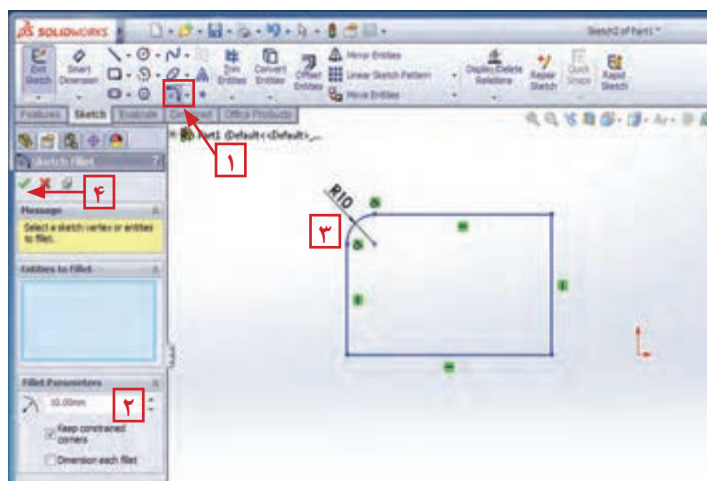 SOLIDWORKS
Sketch2 of Part1 *
Exit Sketch
Smart Dimension
Trim Entities
Convert Entities
Offset Entities
Mirror Entities
Linear Sketch Pattern
Move Entities
Display/Delete Relations
Repair Sketch
Quick Snaps
Rapid Sketch
Features Sketch Evaluate Office Products
Part1 (Default<<Default>_...
۱
Sketch Fillet ?
۴
Message
Select a sketch vertex or entities
to fillet.
R10
۳
Entities to Fillet
Fillet Parameters
10.00mm
۲
Keep constrained
corners
Dimension each fillet